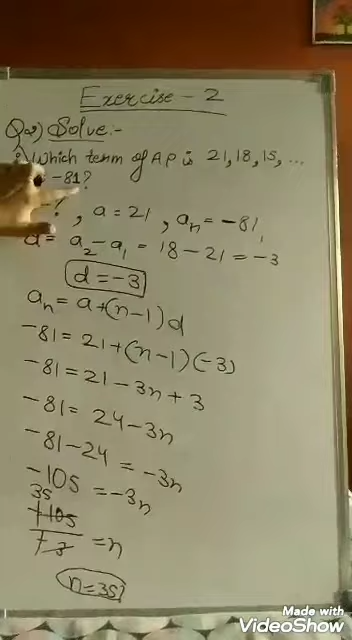 Exercise - 2
Q2) Solve:-
i) Which term of A.P is 21, 18, 15, ...
-81?
? , a = 21 , aₙ = -81,
d = a₂ - a₁ = 18 - 21 = -3
d = -3
aₙ = a + (n-1) d
-81 = 21 + (n-1) (-3)
-81 = 21 - 3n + 3
-81 = 24 - 3n
-81 - 24 = -3n
-105 = -3n
35
-105
-3
= n
n = 35
Made with
VideoShow